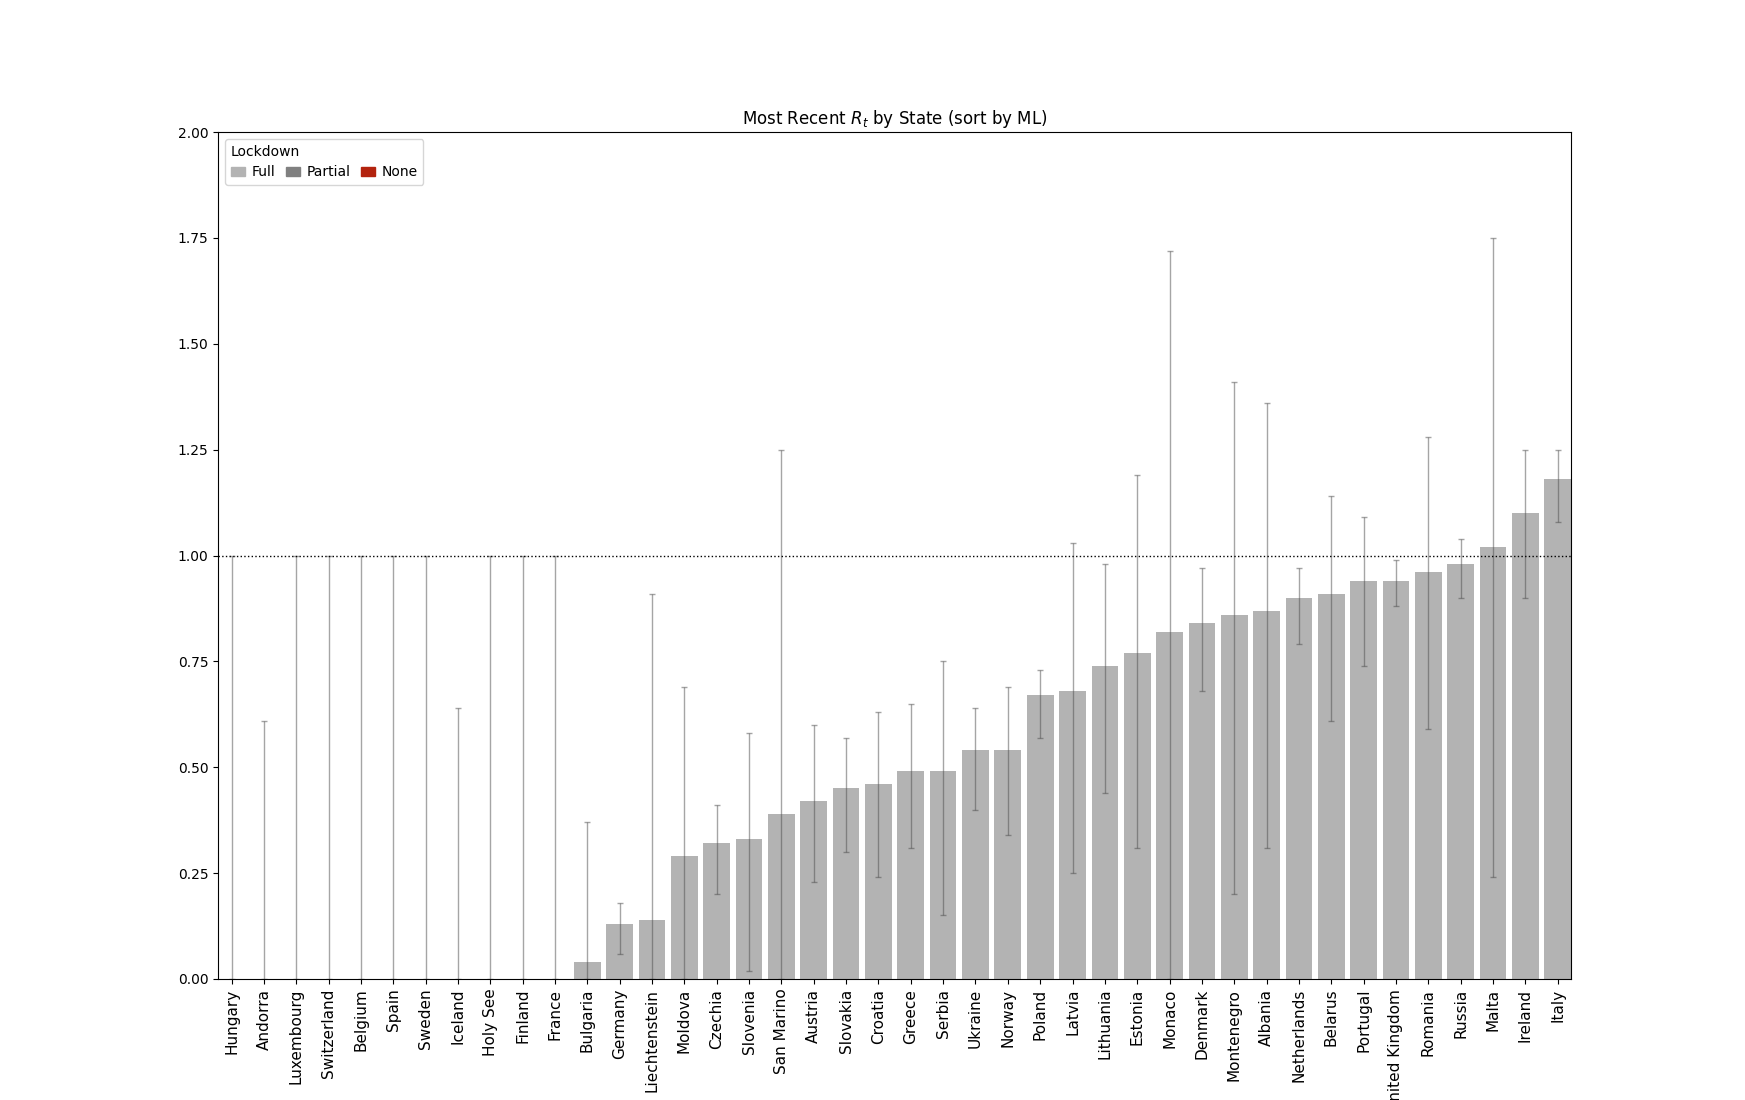 Most Recent R_t by State (sort by ML)
2.00
Lockdown
Full Partial None
1.75
1.50
1.25
1.00
0.75
0.50
0.25
0.00
Hungary
Andorra
Luxembourg
Switzerland
Belgium
Spain
Sweden
Iceland
Holy See
Finland
France
Bulgaria
Germany
Liechtenstein
Moldova
Czechia
Slovenia
San Marino
Austria
Slovakia
Croatia
Greece
Serbia
Ukraine
Norway
Poland
Latvia
Lithuania
Estonia
Monaco
Denmark
Montenegro
Albania
Netherlands
Belarus
Portugal
nited Kingdom
Romania
Russia
Malta
Ireland
Italy